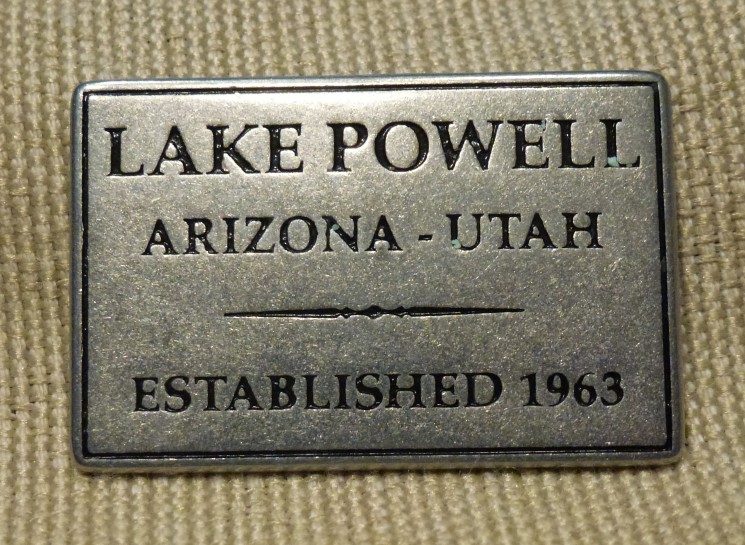 LAKE POWELL
ARIZONA - UTAH
ESTABLISHED 1963